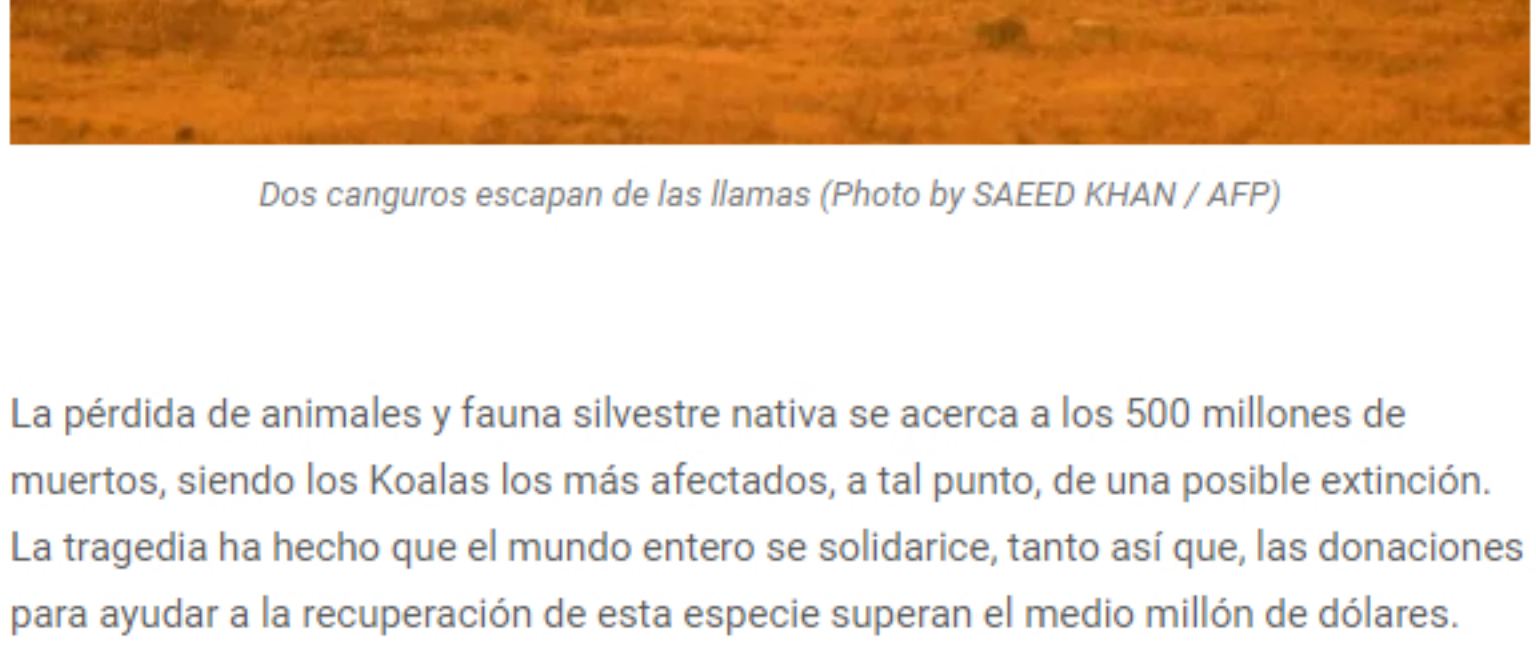 Dos canguros escapan de las llamas (Photo by SAEED KHAN / AFP)
La pérdida de animales y fauna silvestre nativa se acerca a los 500 millones de
muertos, siendo los Koalas los más afectados, a tal punto, de una posible extinción.
La tragedia ha hecho que el mundo entero se solidarice, tanto así que, las donaciones
para ayudar a la recuperación de esta especie superan el medio millón de dólares.